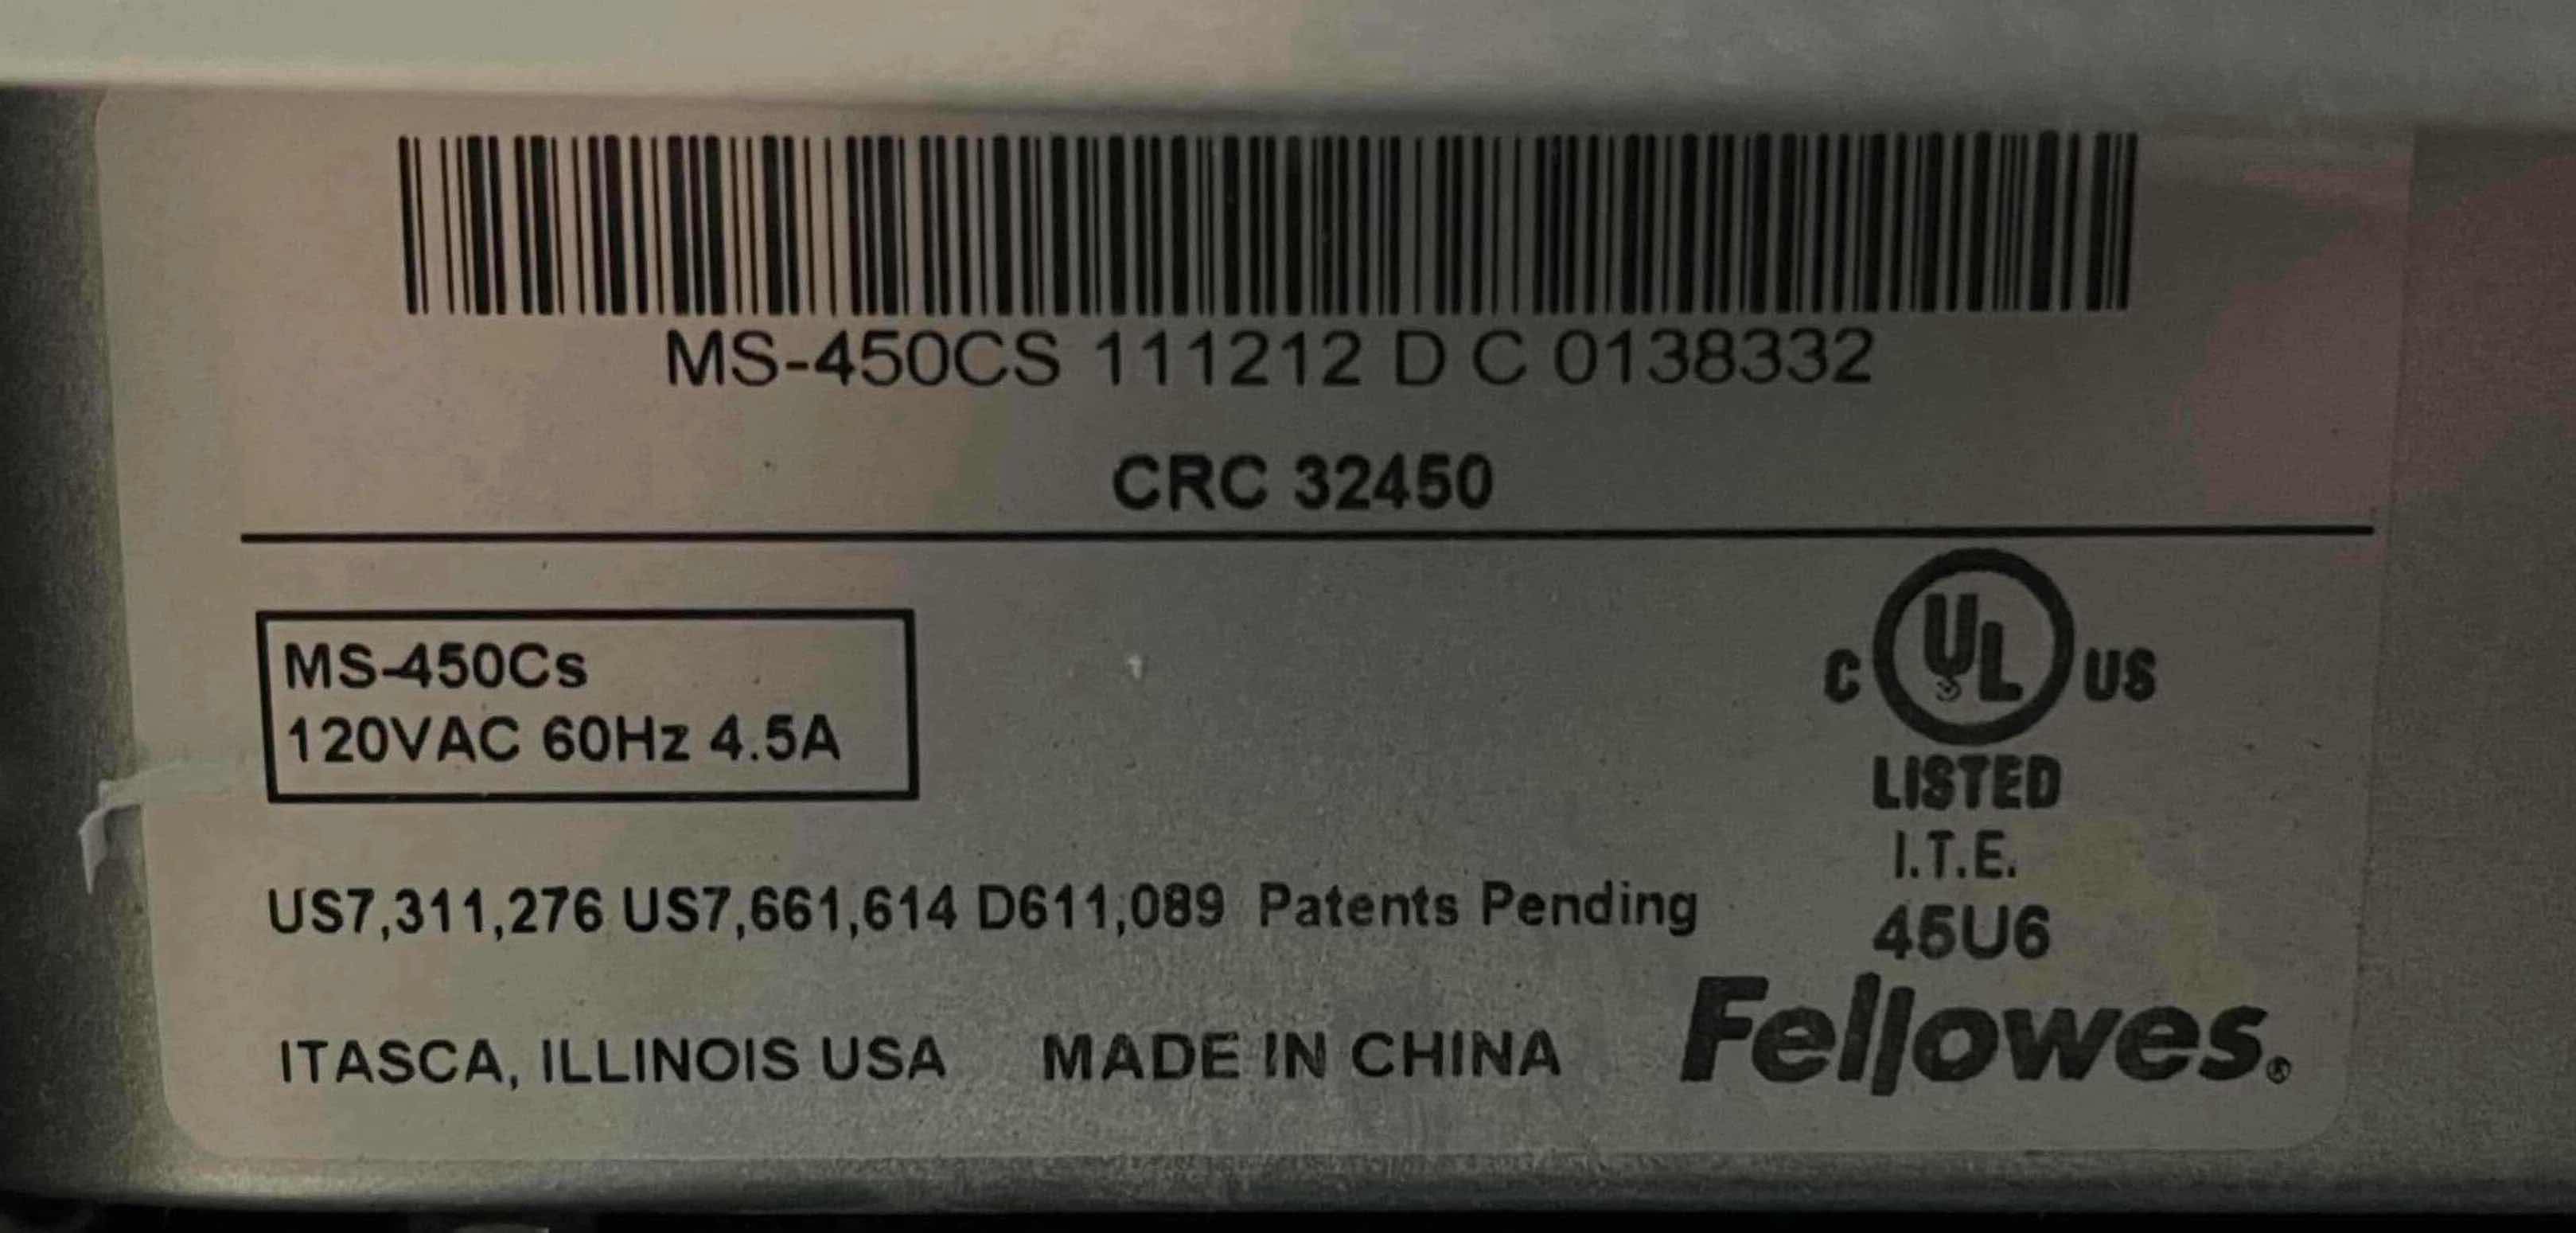 MS-450CS 111212 D C 0138332
CRC 32450
MS-450Cs
120VAC 60Hz 4.5A
C UL US
LISTED
I.T.E.
45U6
US7,311,276 US7,661,614 D611,089 Patents Pending
ITASCA, ILLINOIS USA MADE IN CHINA
Fellowes®